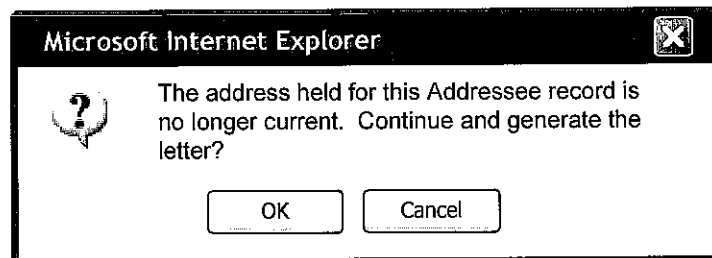 Microsoft Internet Explorer
The address held for this Addressee record is
no longer current.  Continue and generate the
letter?
OK
Cancel